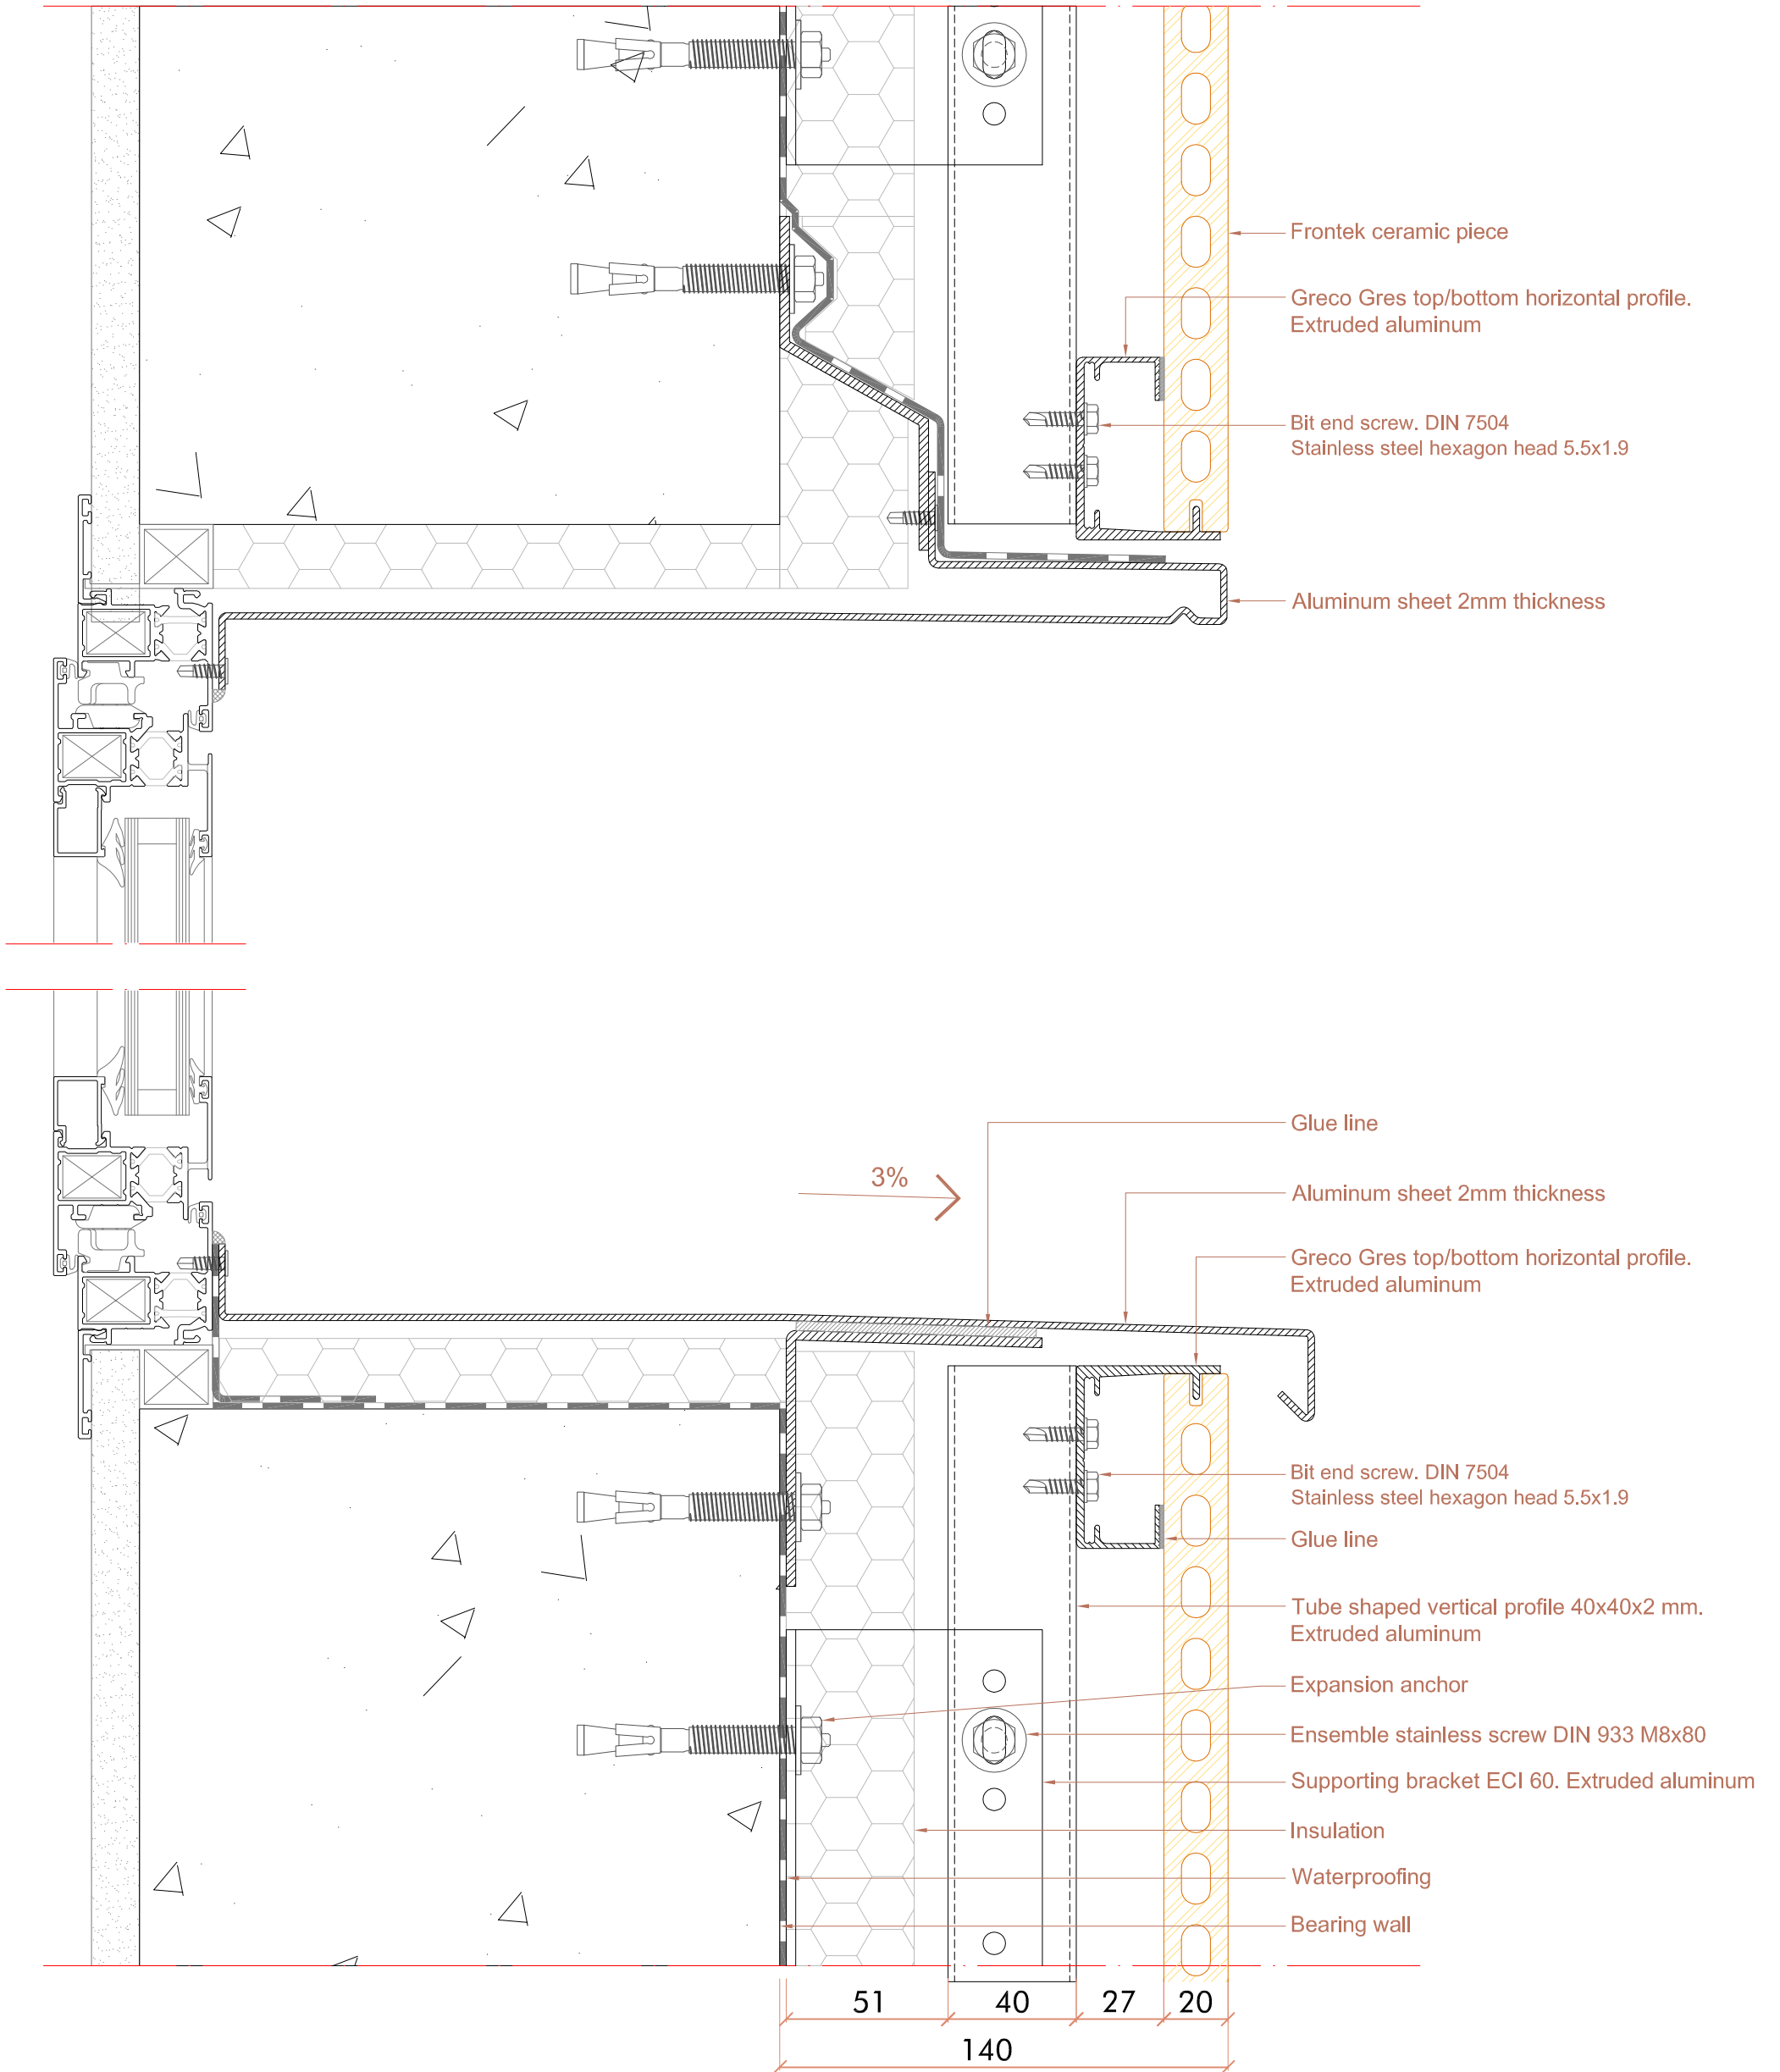 Frontek ceramic piece
Greco Gres top/bottom horizontal profile.
Extruded aluminum
Bit end screw. DIN 7504
Stainless steel hexagon head 5.5x1.9
Aluminum sheet 2mm thickness
Glue line
3%
Aluminum sheet 2mm thickness
Greco Gres top/bottom horizontal profile.
Extruded aluminum
Bit end screw. DIN 7504
Stainless steel hexagon head 5.5x1.9
Glue line
Tube shaped vertical profile 40x40x2 mm.
Extruded aluminum
Expansion anchor
Ensemble stainless screw DIN 933 M8x80
Supporting bracket ECI 60. Extruded aluminum
Insulation
Waterproofing
Bearing wall
51 40 27 20
140